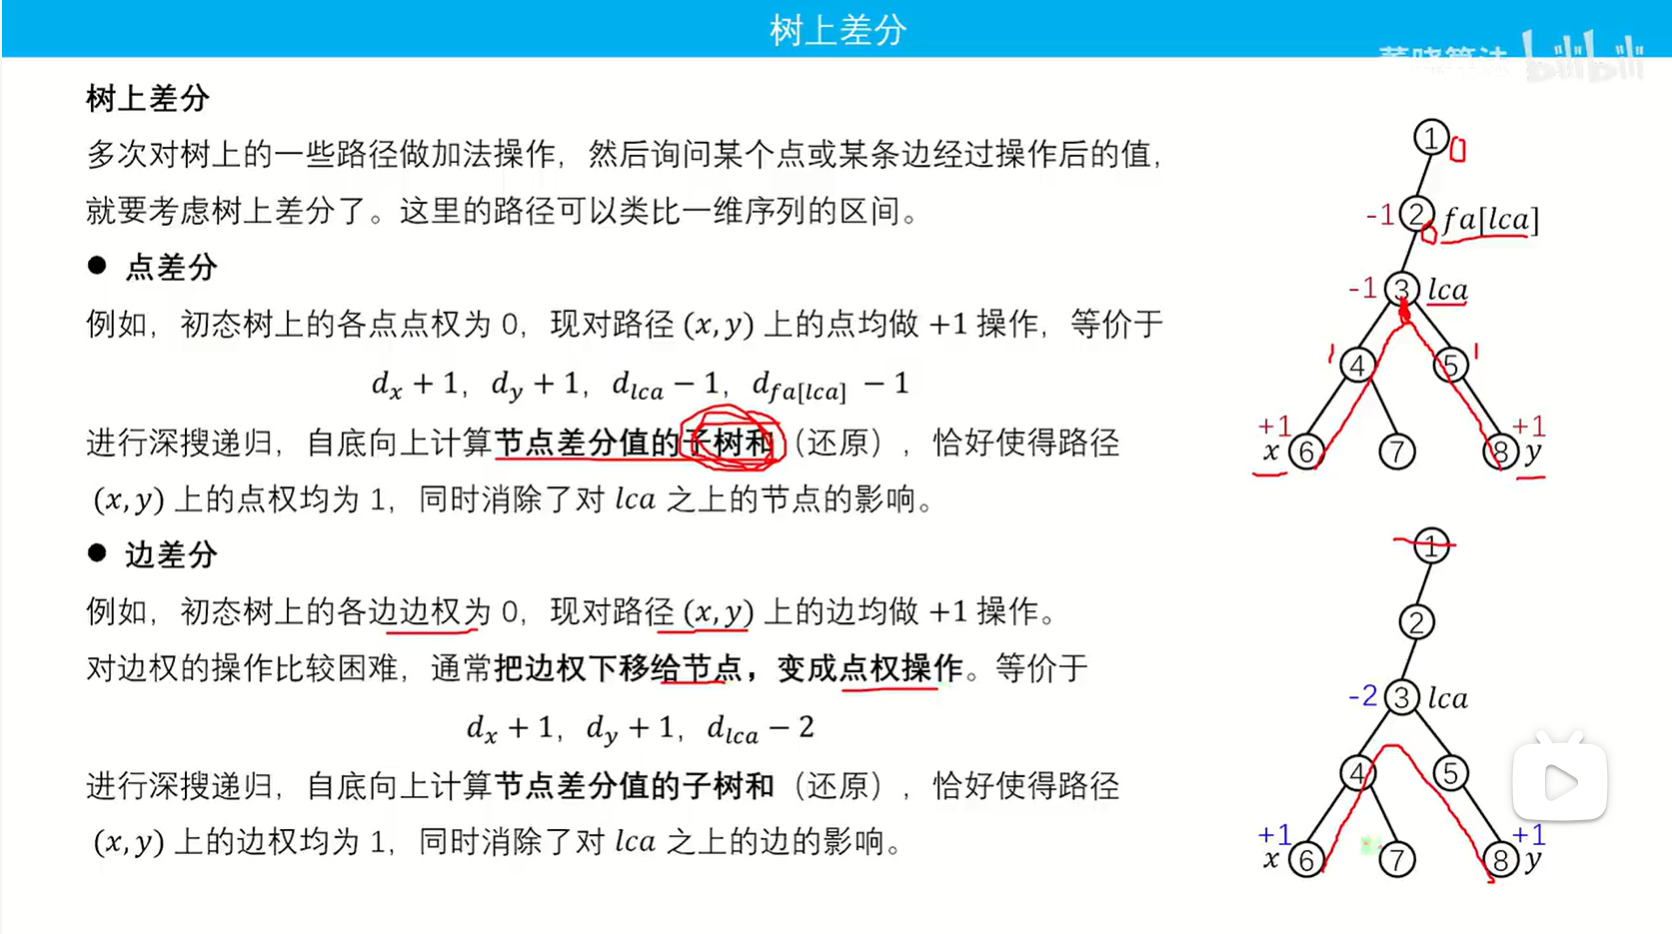 树上差分
董晓算法 bilibili
树上差分
多次对树上的一些路径做加法操作，然后询问某个点或某条边经过操作后的值，
就要考虑树上差分了。这里的路径可以类比一维序列的区间。
● 点差分
例如，初态树上的各点点权为 0，现对路径 (x, y) 上的点均做 +1 操作，等价于
d_x + 1, d_y + 1, d_lca − 1, d_fa[lca] − 1
进行深搜递归，自底向上计算节点差分值的子树和（还原），恰好使得路径
(x, y) 上的点权均为 1，同时消除了对 lca 之上的节点的影响。
● 边差分
例如，初态树上的各边边权为 0，现对路径 (x, y) 上的边均做 +1 操作。
对边权的操作比较困难，通常把边权下移给节点，变成点权操作。等价于
d_x + 1, d_y + 1, d_lca − 2
进行深搜递归，自底向上计算节点差分值的子树和（还原），恰好使得路径
(x, y) 上的边权均为 1，同时消除了对 lca 之上的边的影响。
1 0
-1 2 0 fa[lca]
-1 3 lca
1 4 5 1
+1 +1
x 6 7 8 y
1
2
-2 3 lca
4 5
+1 +1
x 6 7 8 y